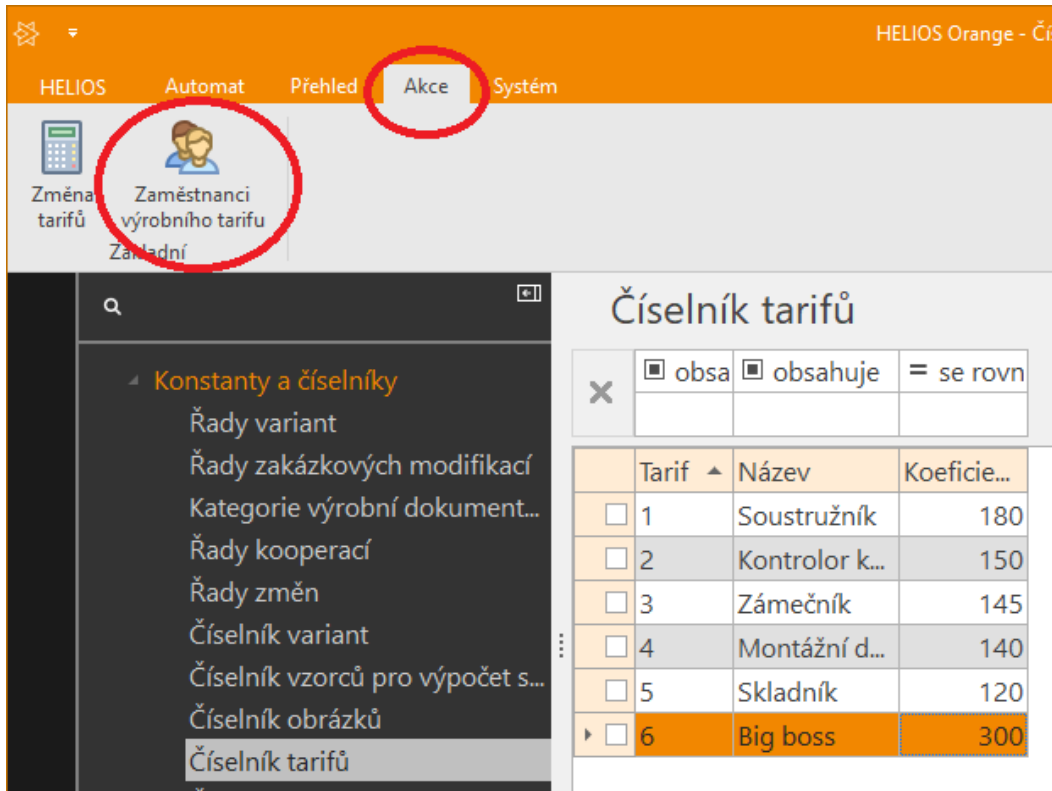 HELIOS Orange - Čí
HELIOS Automat Přehled Akce Systém
Změna tarifů
Zaměstnanci výrobního tarifu
Základní
Číselník tarifů
obsa obsahuje = se rovn
Konstanty a číselníky
Řady variant
Řady zakázkových modifikací
Kategorie výrobní dokument...
Řady kooperací
Řady změn
Číselník variant
Číselník vzorců pro výpočet s...
Číselník obrázků
Číselník tarifů
Tarif Název Koeficie...
1 Soustružník 180
2 Kontrolor k... 150
3 Zámečník 145
4 Montážní d... 140
5 Skladník 120
6 Big boss 300